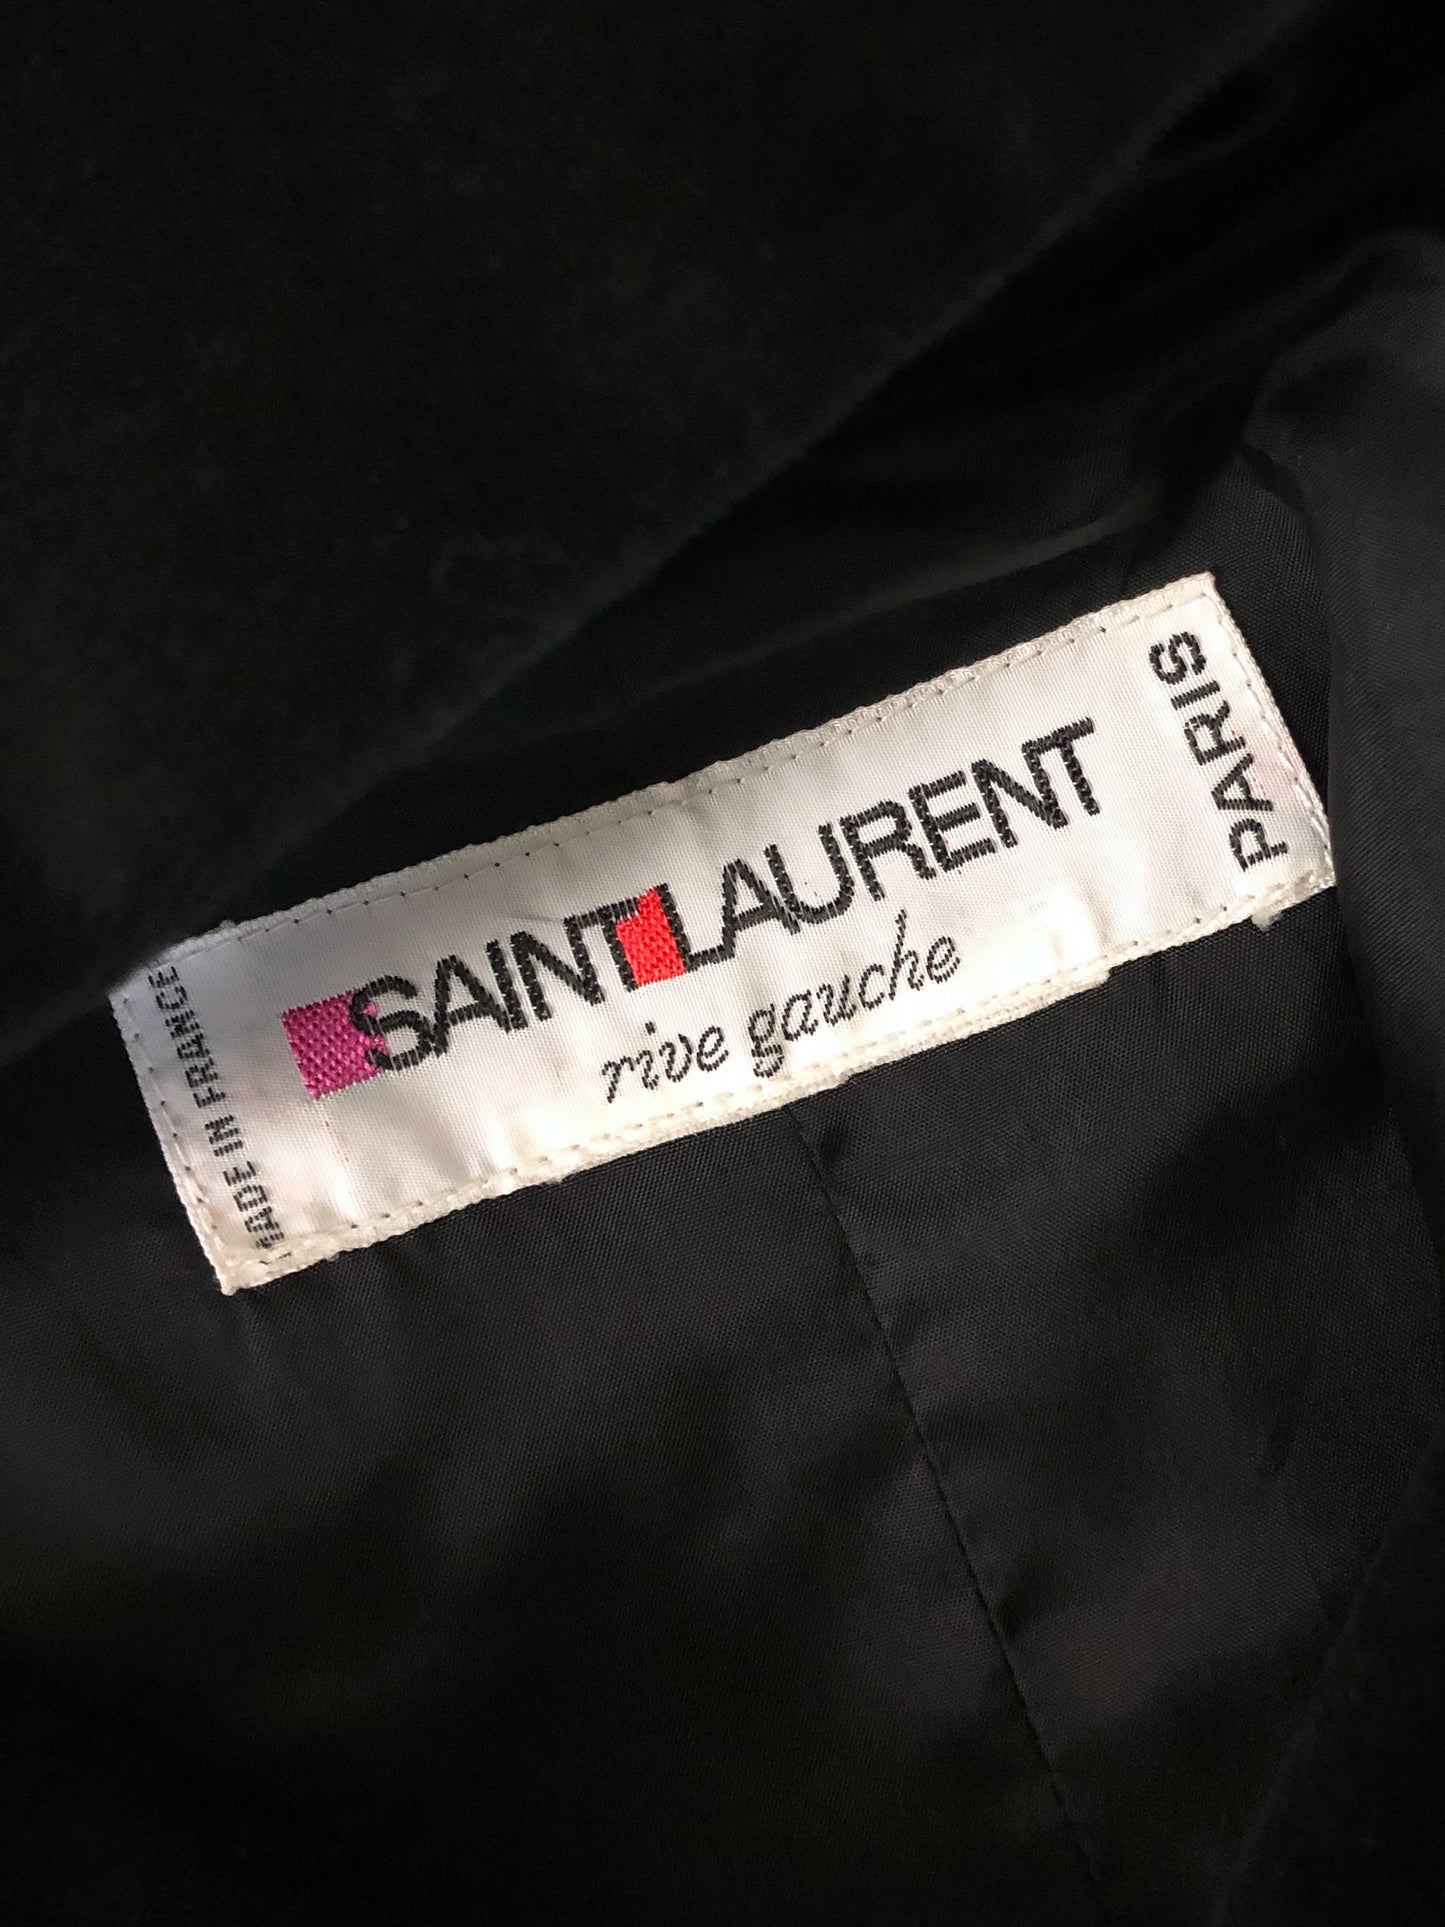 MADE IN FRANCE
SAINT LAURENT
rive gauche
PARIS